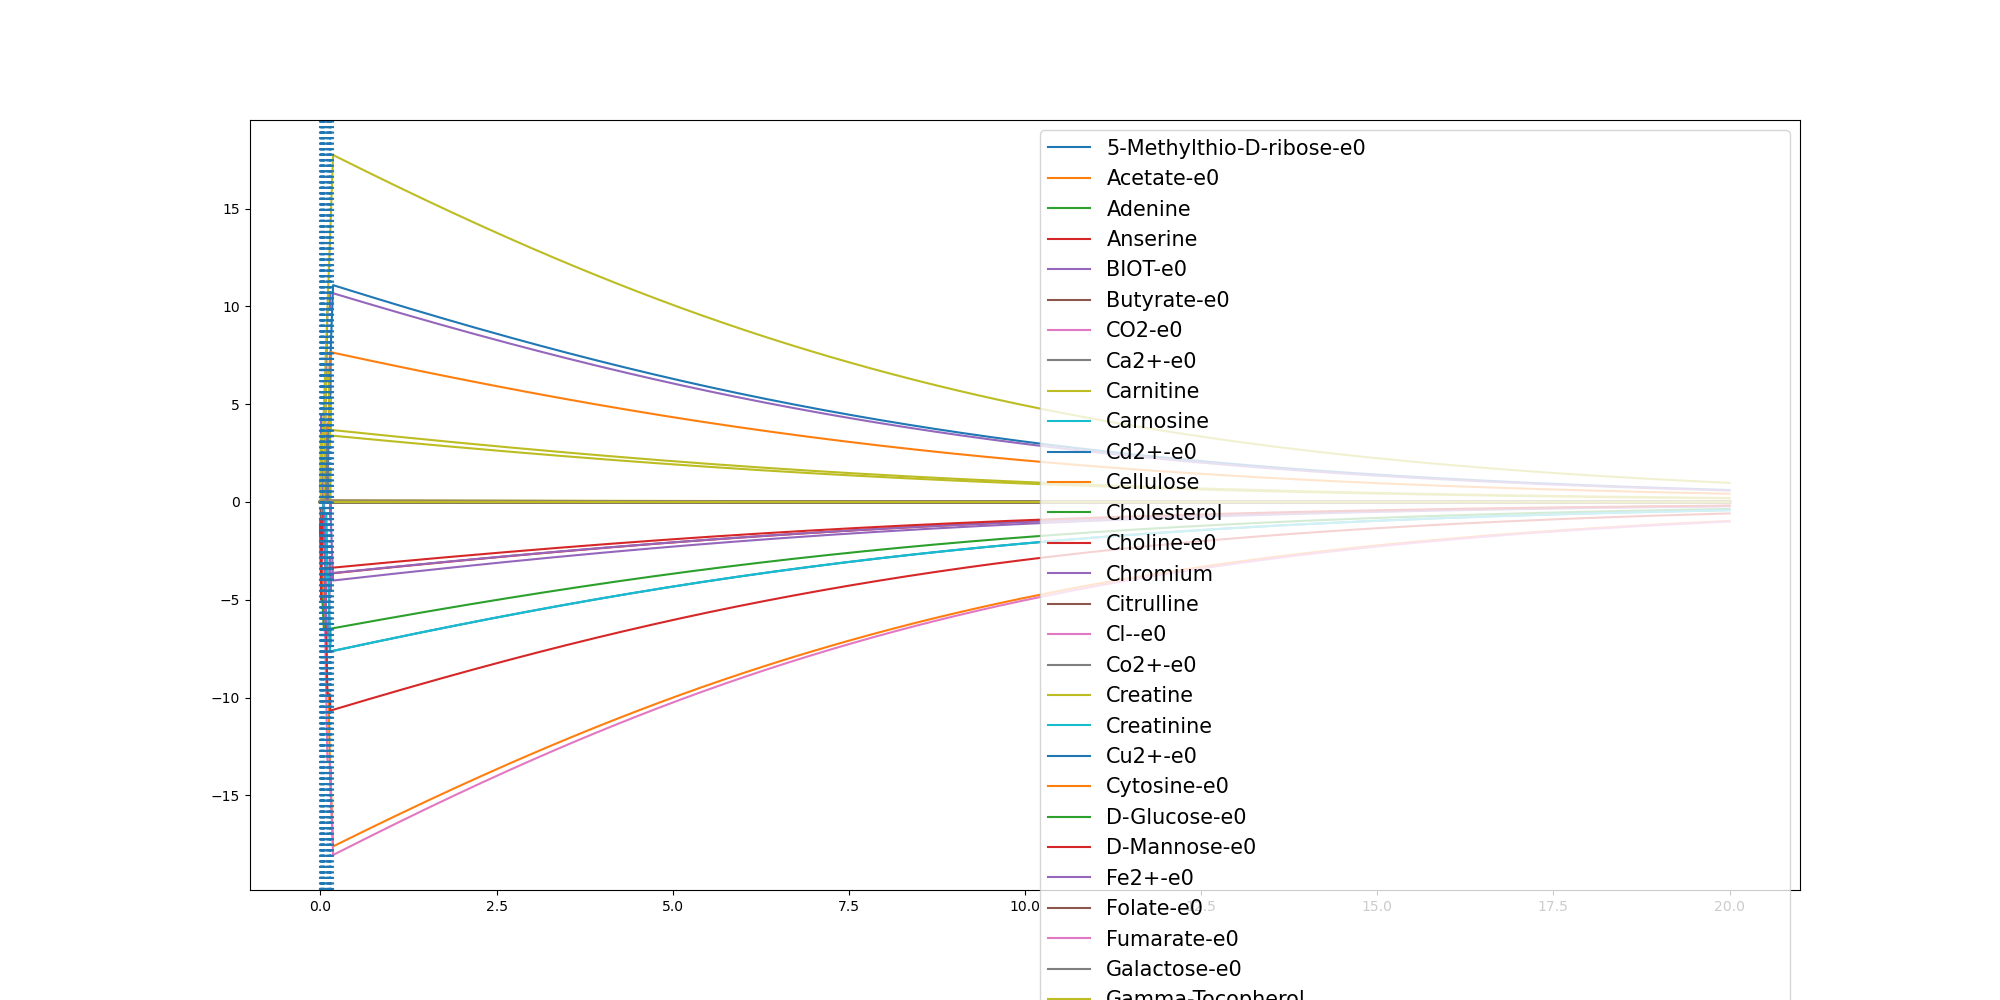 15
10
5
0
−5
−10
−15
0.0
2.5
5.0
7.5
10.0
15.0
17.5
20.0
5-Methylthio-D-ribose-e0
Acetate-e0
Adenine
Anserine
BIOT-e0
Butyrate-e0
CO2-e0
Ca2+-e0
Carnitine
Carnosine
Cd2+-e0
Cellulose
Cholesterol
Choline-e0
Chromium
Citrulline
Cl--e0
Co2+-e0
Creatine
Creatinine
Cu2+-e0
Cytosine-e0
D-Glucose-e0
D-Mannose-e0
Fe2+-e0
Folate-e0
Fumarate-e0
Galactose-e0
Gamma-Tocopherol